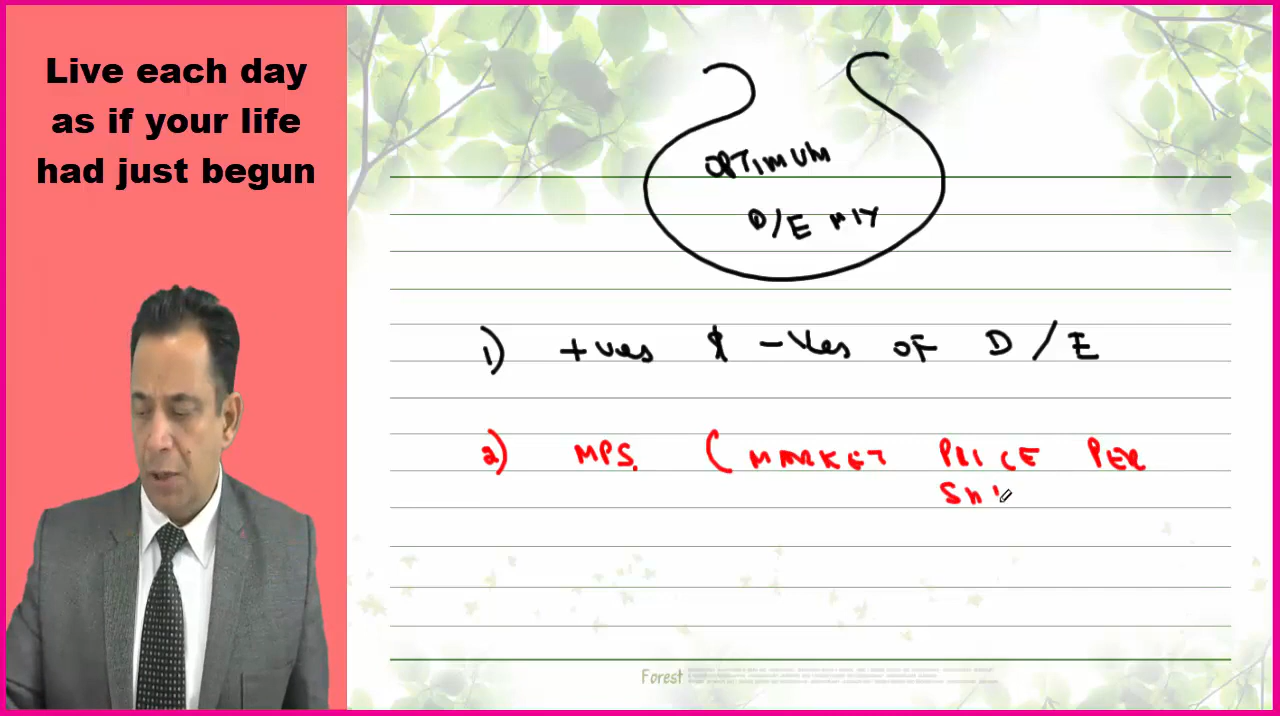 Live each day
as if your life
had just begun
OPTIMUM
D/E MIX
1) +ves & -ves OF D/E
2) MPS. (MARKET PRICE PER
Forest